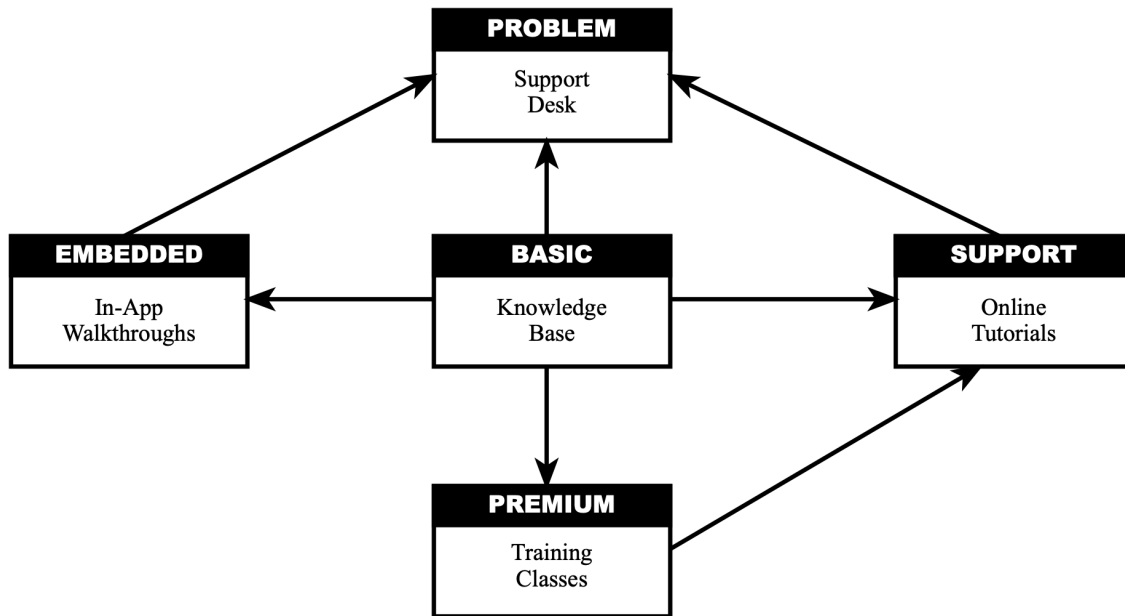 PROBLEM
Support
Desk
EMBEDDED
In-App
Walkthroughs
BASIC
Knowledge
Base
SUPPORT
Online
Tutorials
PREMIUM
Training
Classes